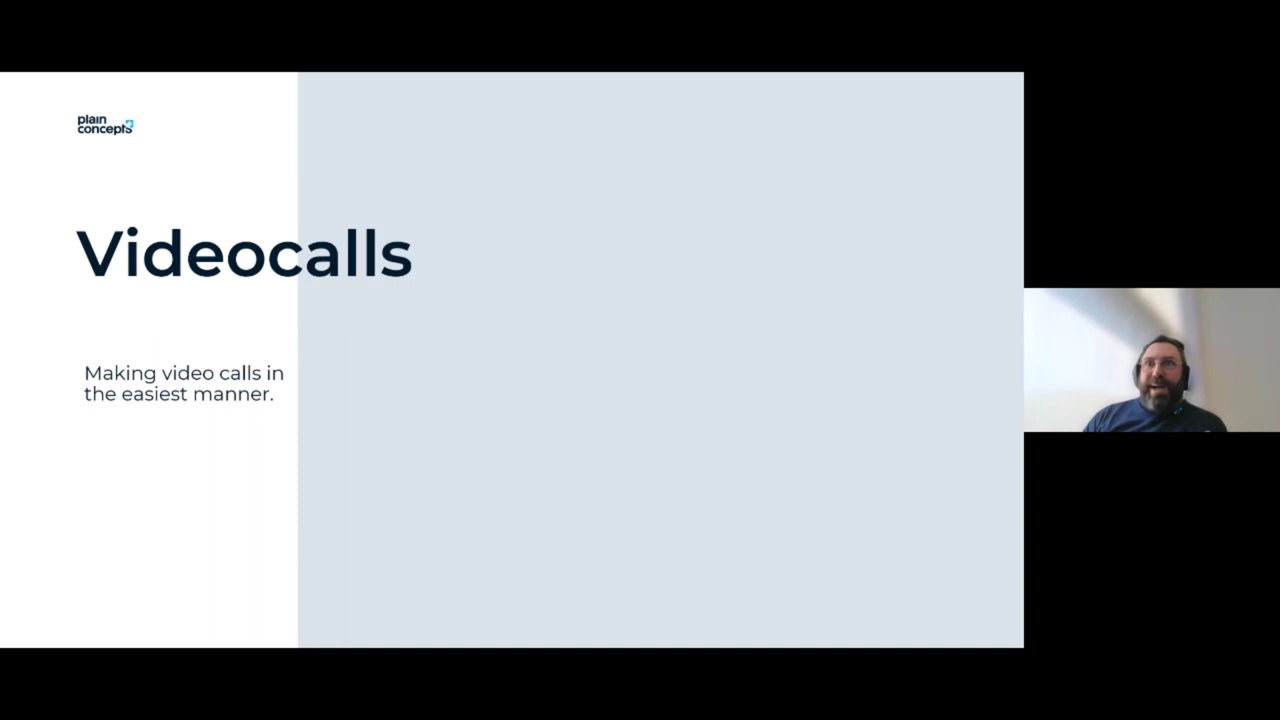 plain
concepts
Videocalls
Making video calls in
the easiest manner.